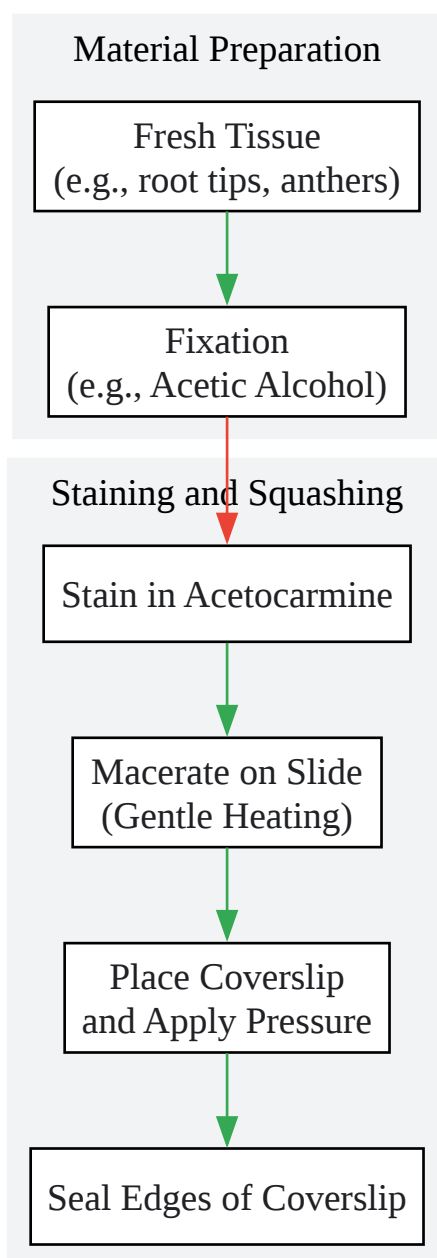 Material Preparation
Fresh Tissue
(e.g., root tips, anthers)
Fixation
(e.g., Acetic Alcohol)
Staining and Squashing
Stain in Acetocarmine
Macerate on Slide
(Gentle Heating)
Place Coverslip
and Apply Pressure
Seal Edges of Coverslip